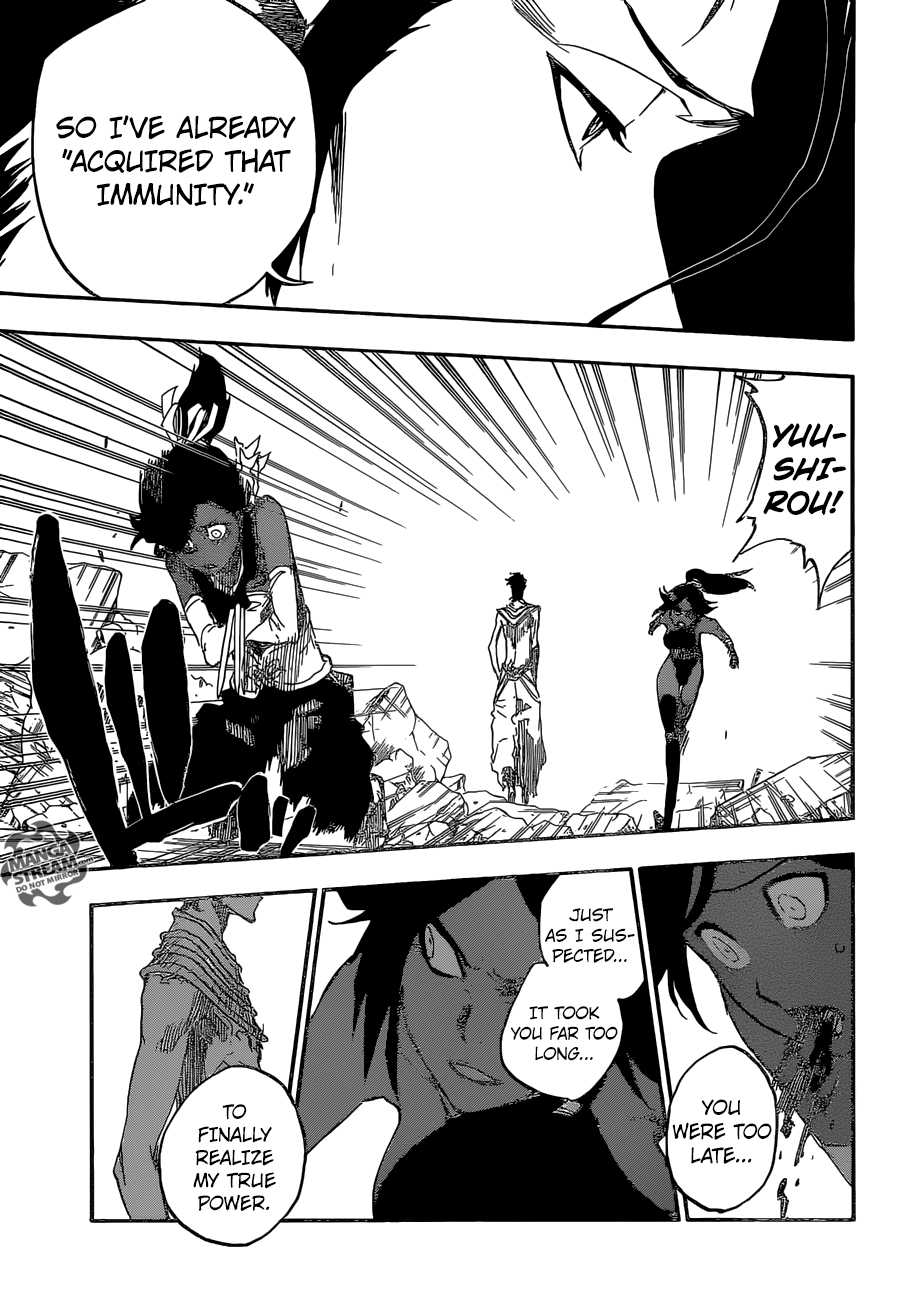 SO I'VE ALREADY
"ACQUIRED THAT
IMMUNITY."
YUU-
SHI-
ROU!
YOU
WERE TOO
LATE...
JUST
AS I SUS-
PECTED...
IT TOOK
YOU FAR TOO
LONG...
TO
FINALLY
REALIZE
MY TRUE
POWER.
MANGA
STREAM.com
DO NOT MIRROR